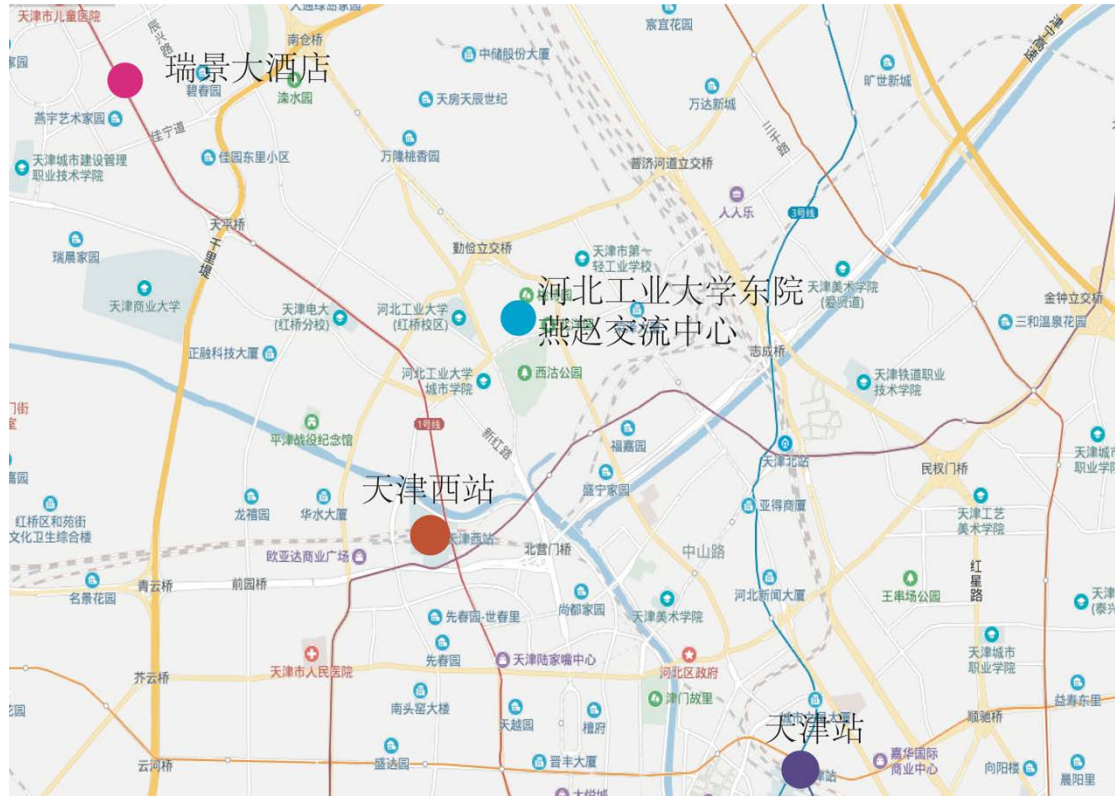 天津市儿童医院
辰兴路
南仓桥
宸宜花园
津宁高速
中储股份大厦
旷世新城
瑞景大酒店
碧春园
滦水园
天房天辰世纪
万达新城
燕宇艺术家园
佳宁道
三千路
天津城市建设管理
职业技术学院
佳园东里小区
万隆桃香园
普济河道立交桥
人人乐
3号线
天平桥
千里堤
瑞晨家园
勤俭立交桥
天津市第一
轻工业学校
天津商业大学
天津电大
(红桥分校)
河北工业大学
(红桥校区)
河北工业大学东院
燕赵交流中心
天津美术学院
(爱贤道)
金钟立交桥
三和温泉花园
正融科技大厦
河北工业大学
城市学院
西沽公园
志成桥
天津铁道职业
技术学院
1号线
平津战役纪念馆
新红路
福嘉园
天津北站
民权门桥
天津西站
盛宁家园
红桥区和苑街
文化卫生综合楼
龙禧园
华水大厦
天津西站
亚得商厦
天津工艺
美术学院
欧亚达商业广场
北营门桥
中山路
红星路
名景花园
青云桥
前园桥
先春园-世春里
尚都家园
天津美术学院
河北新闻大厦
王串场公园
天津市人民医院
先春园
天津陆家嘴中心
河北区政府
天津城市
职业学院
芥云桥
南头窑大楼
天越园
檀府
津门故里
益寿东里
顺驰桥
天津站
云河桥
盛达园
晋丰大厦
嘉华国际
商业中心
向阳楼
晨阳里